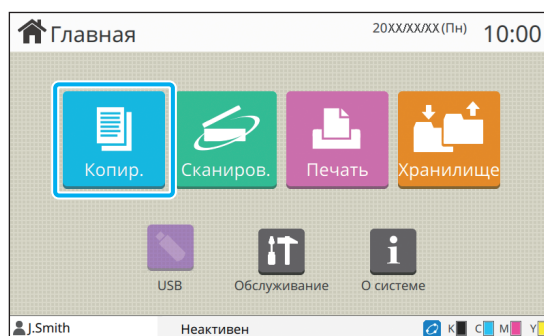 Главная
20XX/XX/XX (Пн) 10:00
Копир. Сканиров. Печать Хранилище
USB Обслуживание О системе
J.Smith Неактивен K C M Y